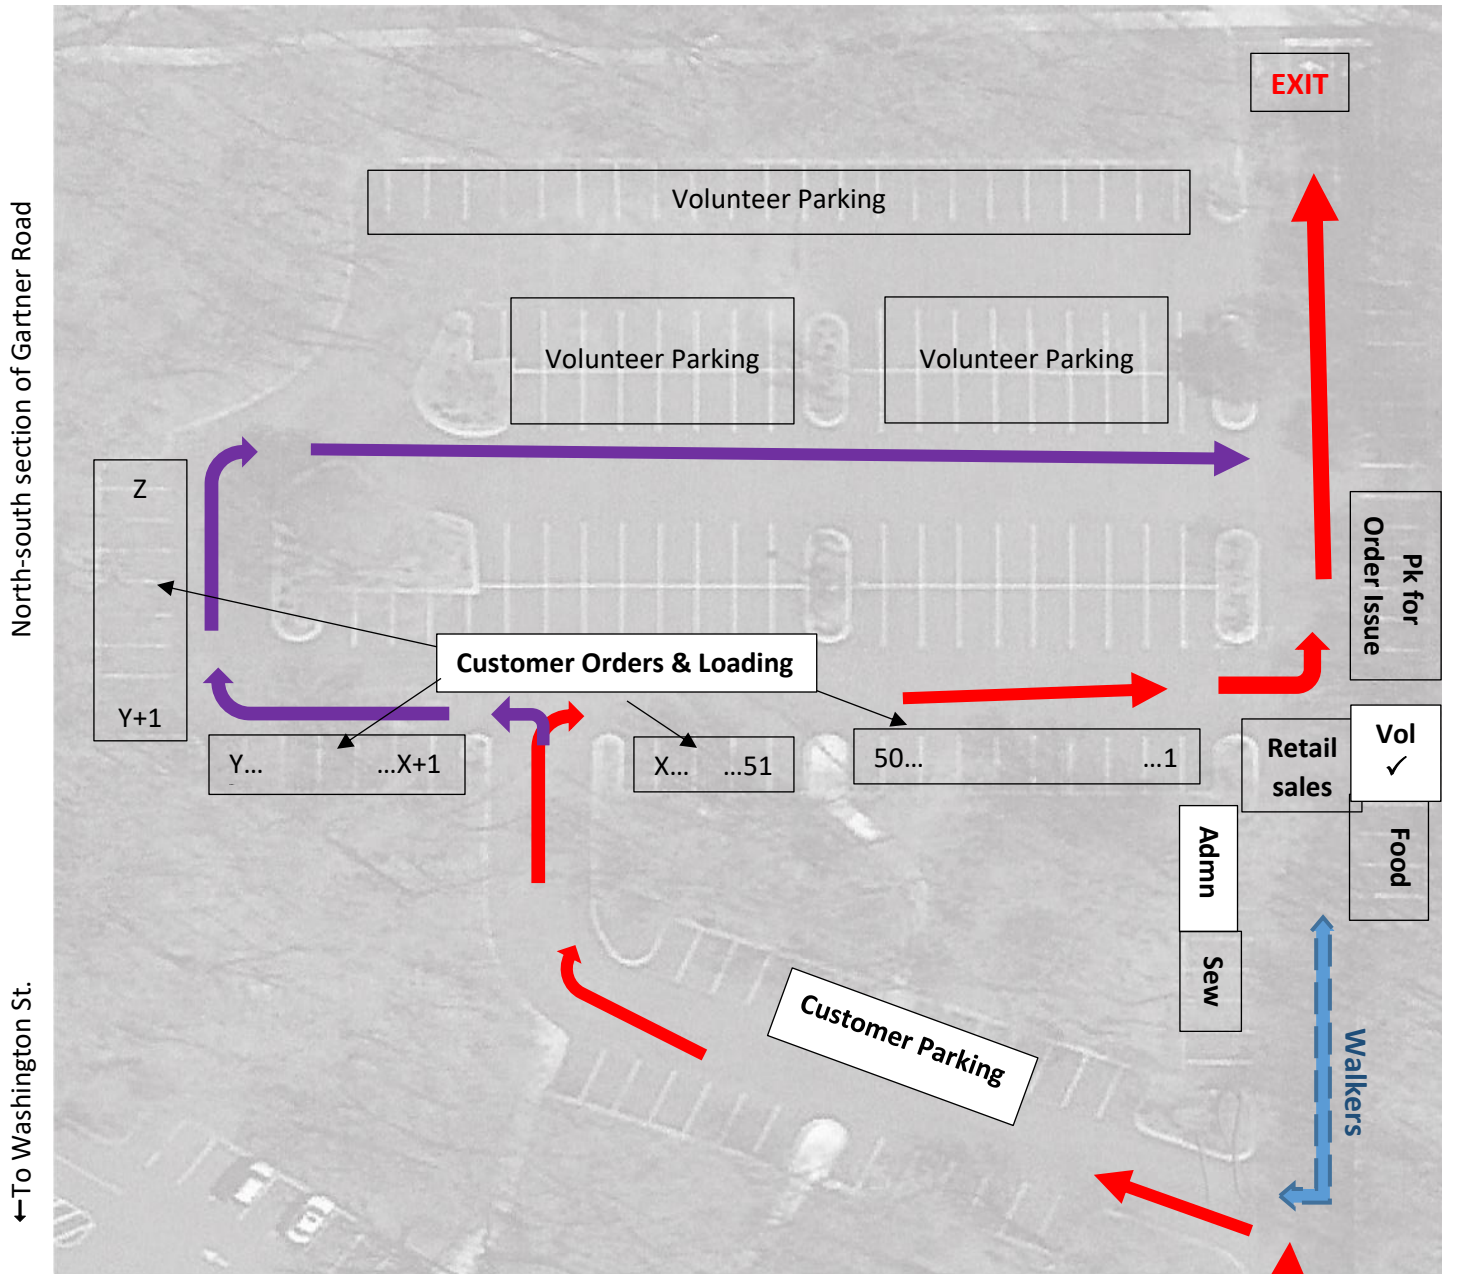 EXIT
Volunteer Parking
Volunteer Parking
Volunteer Parking
North-south section of Gartner Road
Z
Y+1
Pk for
Order Issue
Customer Orders & Loading
Y... ...X+1
X... ...51
50... ...1
Retail
sales
Vol
✓
Admn
Food
Sew
Customer Parking
Walkers
←To Washington St.